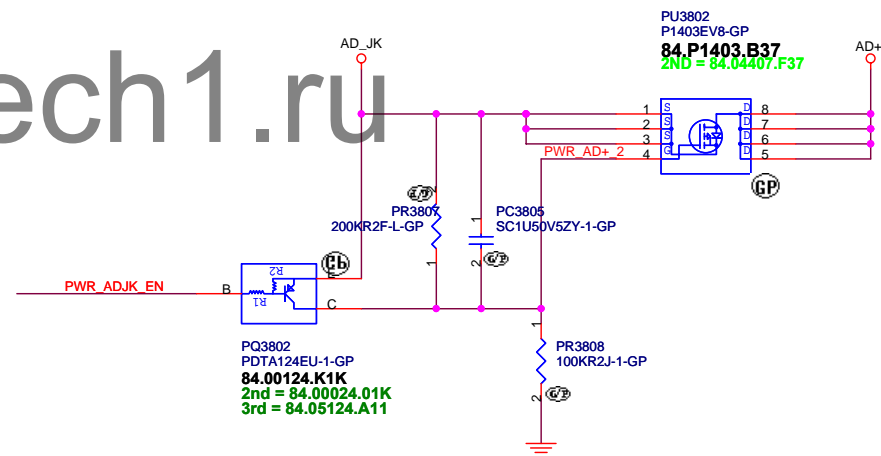 PU3802
P1403EV8-GP
84.P1403.B37
2ND = 84.04407.F37
AD_JK
AD+
ech1.ru
1 S D 8
2 S D 7
3 S D 6
4 G D 5
PWR_AD+_2
GP
G/P
2
PR3807
200KR2F-L-GP
1
1
PC3805
SC1U50V5ZY-1-GP
2
G/P
R2
R1
E
PWR_ADJK_EN
B
C
PQ3802
PDTA124EU-1-GP
84.00124.K1K
2nd = 84.00024.01K
3rd = 84.05124.A11
1
PR3808
100KR2J-1-GP
2
G/P